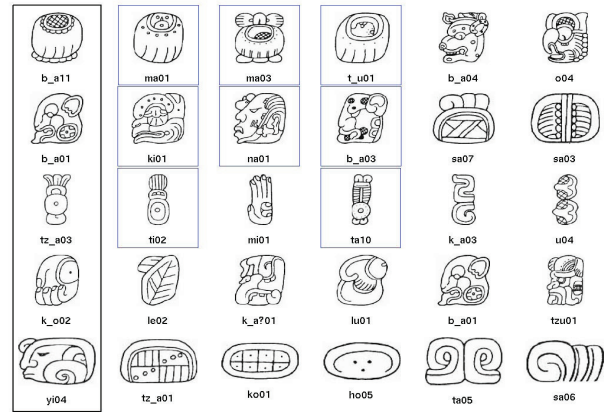 b_a11 ma01 ma03 t_u01 b_a04 o04
b_a01 ki01 na01 b_a03 sa07 sa03
tz_a03 ti02 mi01 ta10 k_a03 u04
k_o02 le02 k_a?01 lu01 b_a01 tzu01
yi04 tz_a01 ko01 ho05 ta05 sa06